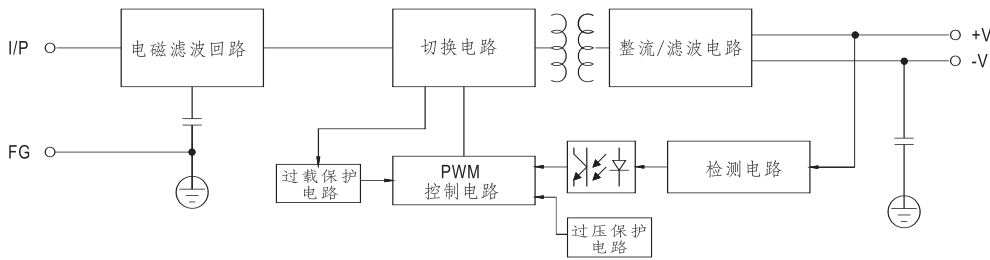 I/P
电磁滤波回路
切换电路
整流/滤波电路
+V
-V
FG
过载保护
电路
PWM
控制电路
检测电路
过压保护
电路